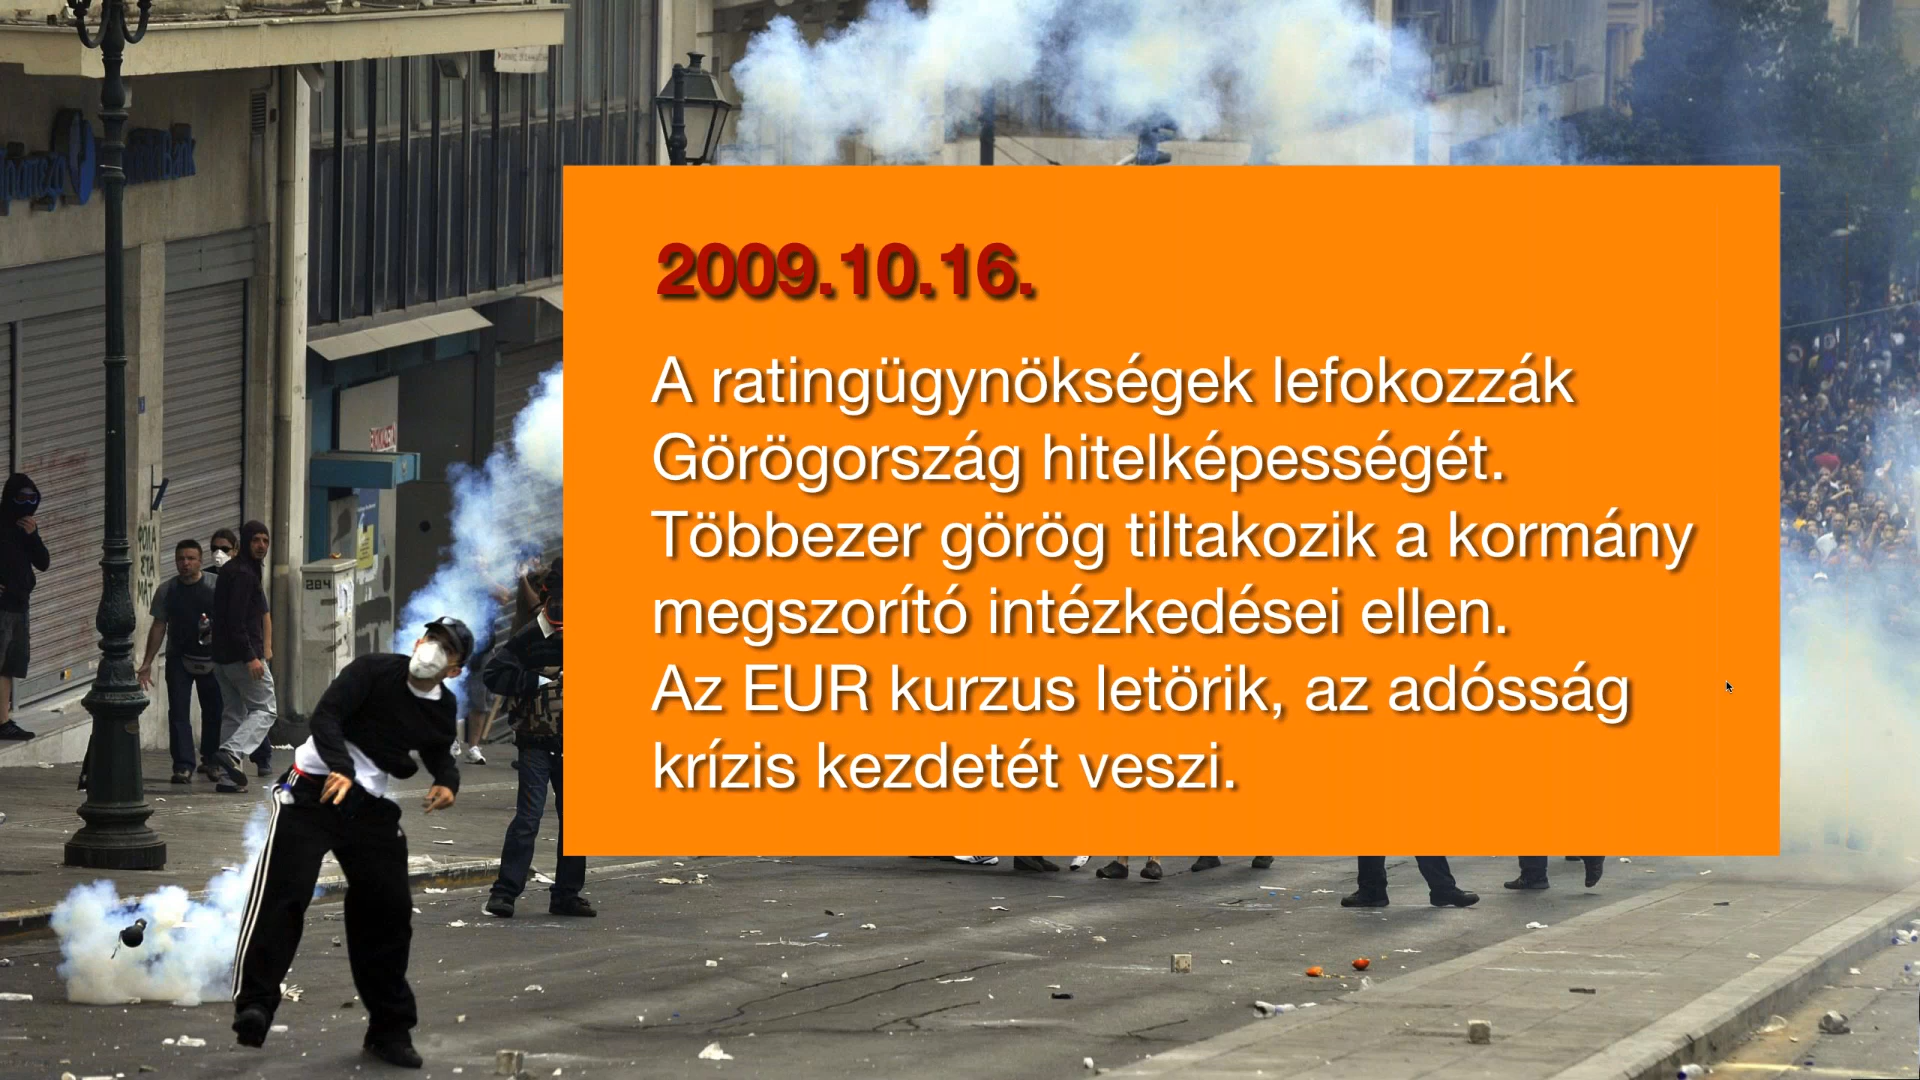 2009.10.16.
A ratingügynökségek lefokozzák
Görögország hitelképességét.
Többezer görög tiltakozik a kormány
megszorító intézkedései ellen.
Az EUR kurzus letörik, az adósság
krízis kezdetét veszi.
204